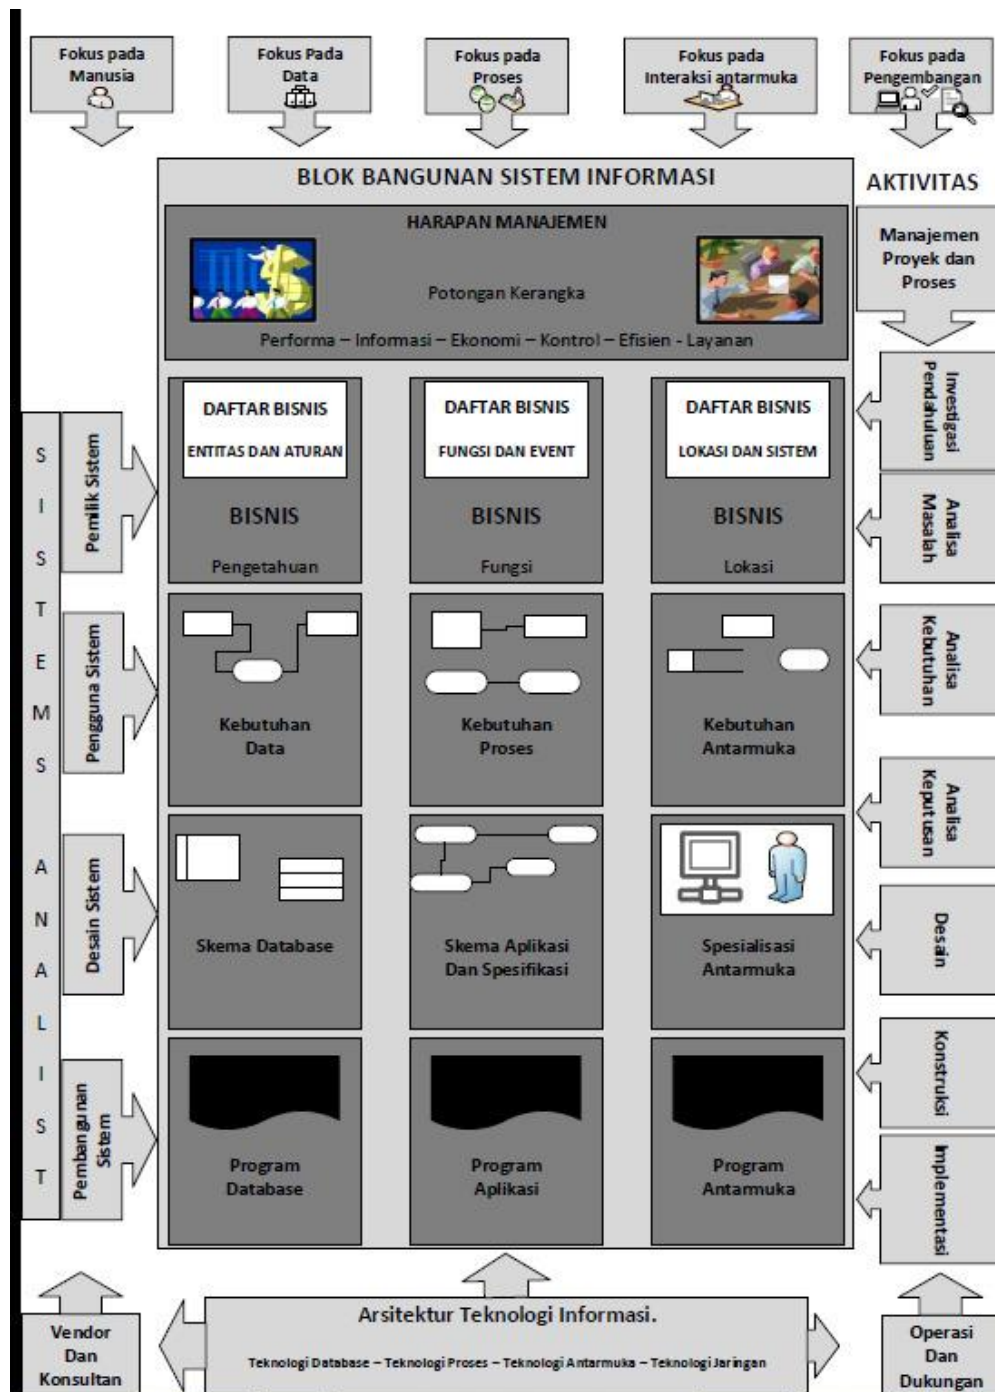 Fokus pada
Manusia
Fokus Pada
Data
Fokus pada
Proses
Fokus pada
Interaksi antarmuka
Fokus pada
Pengembangan
BLOK BANGUNAN SISTEM INFORMASI
AKTIVITAS
HARAPAN MANAJEMEN
Potongan Kerangka
Performa – Informasi – Ekonomi – Kontrol – Efisien - Layanan
Manajemen
Proyek dan
Proses
SISTEMS ANALIST
Pemilik Sistem
DAFTAR BISNIS
ENTITAS DAN ATURAN
BISNIS
Pengetahuan
DAFTAR BISNIS
FUNGSI DAN EVENT
BISNIS
Fungsi
DAFTAR BISNIS
LOKASI DAN SISTEM
BISNIS
Lokasi
Investigasi
Pendahuluan
Analisa
Masalah
Pengguna Sistem
Kebutuhan
Data
Kebutuhan
Proses
Kebutuhan
Antarmuka
Analisa
Kebutuhan
Analisa
Keputusan
Desain Sistem
Skema Database
Skema Aplikasi
Dan Spesifikasi
Spesialisasi
Antarmuka
Desain
Pembangunan
Sistem
Program
Database
Program
Aplikasi
Program
Antarmuka
Konstruksi
Implementasi
Vendor
Dan
Konsultan
Arsitektur Teknologi Informasi.
Teknologi Database – Teknologi Proses – Teknologi Antarmuka – Teknologi Jaringan
Operasi
Dan
Dukungan